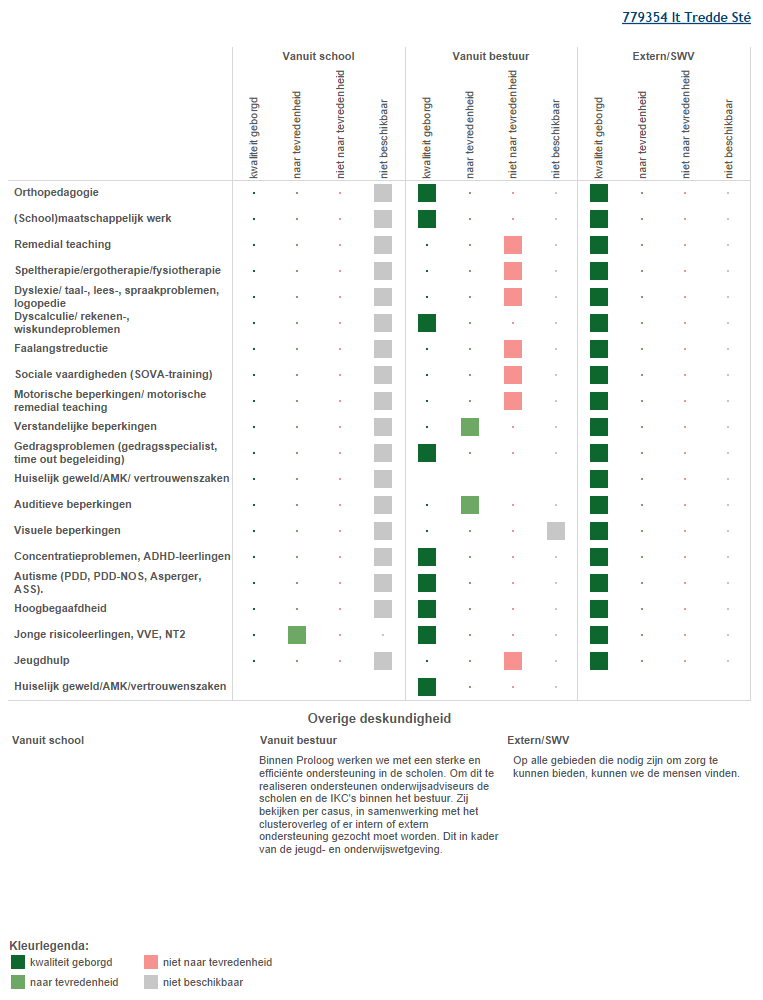 779354 It Tredde Sté
Vanuit school
Vanuit bestuur
Extern/SWV
kwaliteit geborgd
naar tevredenheid
niet naar tevredenheid
niet beschikbaar
kwaliteit geborgd
naar tevredenheid
niet naar tevredenheid
niet beschikbaar
kwaliteit geborgd
naar tevredenheid
niet naar tevredenheid
niet beschikbaar
Orthopedagogie
(School)maatschappelijk werk
Remedial teaching
Speltherapie/ergotherapie/fysiotherapie
Dyslexie/ taal-, lees-, spraakproblemen,
logopedie
Dyscalculie/ rekenen-,
wiskundeproblemen
Faalangstreductie
Sociale vaardigheden (SOVA-training)
Motorische beperkingen/ motorische
remedial teaching
Verstandelijke beperkingen
Gedragsproblemen (gedragsspecialist,
time out begeleiding)
Huiselijk geweld/AMK/ vertrouwenszaken
Auditieve beperkingen
Visuele beperkingen
Concentratieproblemen, ADHD-leerlingen
Autisme (PDD, PDD-NOS, Asperger,
ASS).
Hoogbegaafdheid
Jonge risicoleerlingen, VVE, NT2
Jeugdhulp
Huiselijk geweld/AMK/vertrouwenszaken
Overige deskundigheid
Vanuit school
Vanuit bestuur
Binnen Proloog werken we met een sterke en
efficiënte ondersteuning in de scholen. Om dit te
realiseren ondersteunen onderwijsadviseurs de
scholen en de IKC's binnen het bestuur. Zij
bekijken per casus, in samenwerking met het
clusteroverleg of er intern of extern
ondersteuning gezocht moet worden. Dit in kader
van de jeugd- en onderwijswetgeving.
Extern/SWV
Op alle gebieden die nodig zijn om zorg te
kunnen bieden, kunnen we de mensen vinden.
Kleurlegenda:
kwaliteit geborgd
niet naar tevredenheid
naar tevredenheid
niet beschikbaar